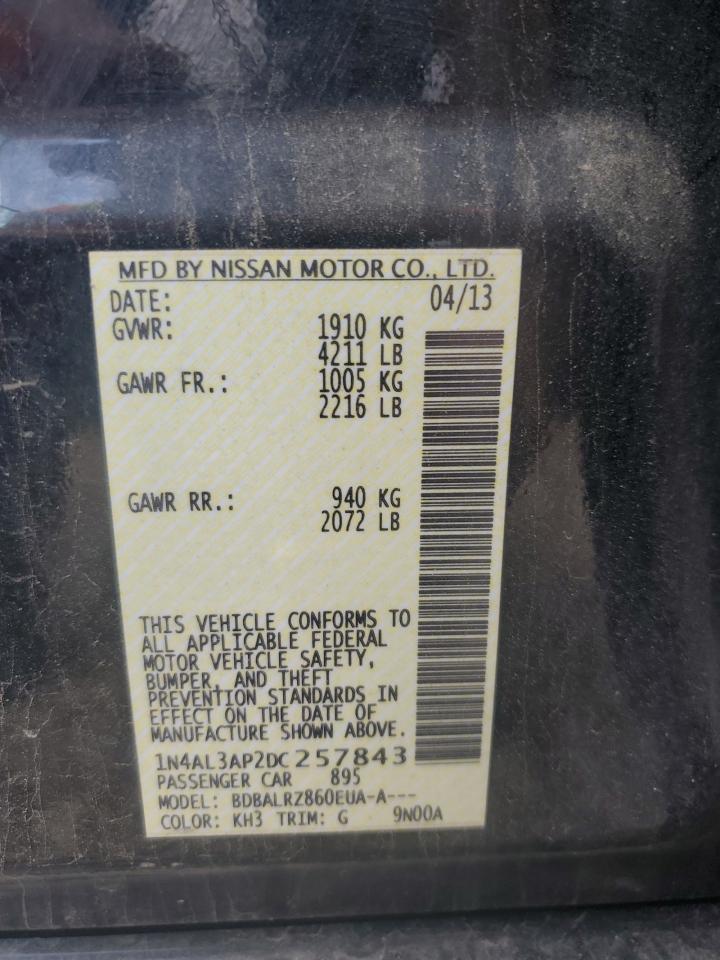 MFD BY NISSAN MOTOR CO., LTD.
DATE: 04/13
GVWR: 1910 KG
4211 LB
GAWR FR.: 1005 KG
2216 LB
GAWR RR.: 940 KG
2072 LB
THIS VEHICLE CONFORMS TO
ALL APPLICABLE FEDERAL
MOTOR VEHICLE SAFETY,
BUMPER, AND THEFT
PREVENTION STANDARDS IN
EFFECT ON THE DATE OF
MANUFACTURE SHOWN ABOVE.
1N4AL3AP2DC257843
PASSENGER CAR 895
MODEL: BDBALRZ860EUA-A---
COLOR: KH3 TRIM: G 9N00A